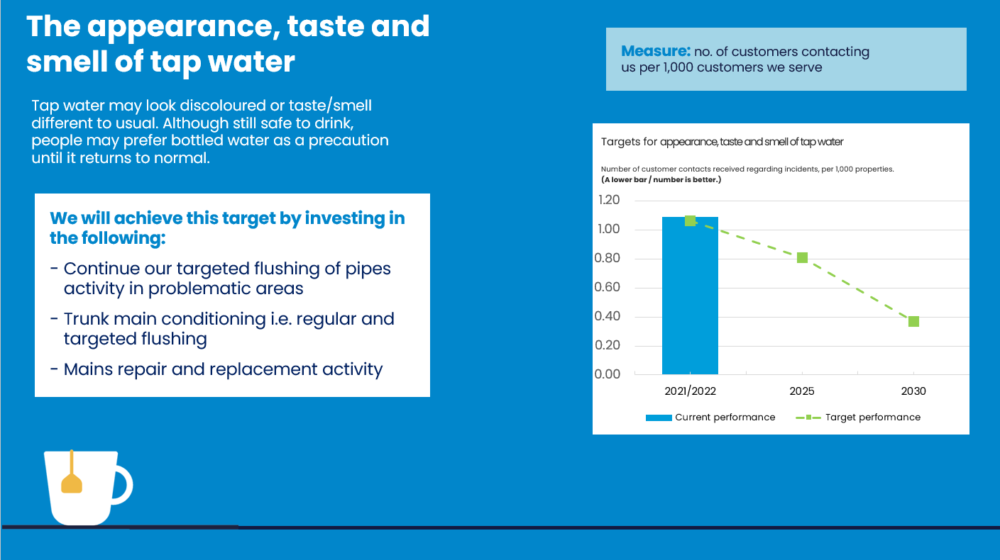 The appearance, taste and
smell of tap water
Tap water may look discoloured or taste/smell
different to usual. Although still safe to drink,
people may prefer bottled water as a precaution
until it returns to normal.
We will achieve this target by investing in
the following:
- Continue our targeted flushing of pipes
activity in problematic areas
- Trunk main conditioning i.e. regular and
targeted flushing
- Mains repair and replacement activity
Measure: no. of customers contacting
us per 1,000 customers we serve
Targets for appearance, taste and smell of tap water
Number of customer contacts received regarding incidents, per 1,000 properties.
(A lower bar / number is better.)
1.20
1.00
0.80
0.60
0.40
0.20
0.00
2021/2022 2025 2030
Current performance Target performance